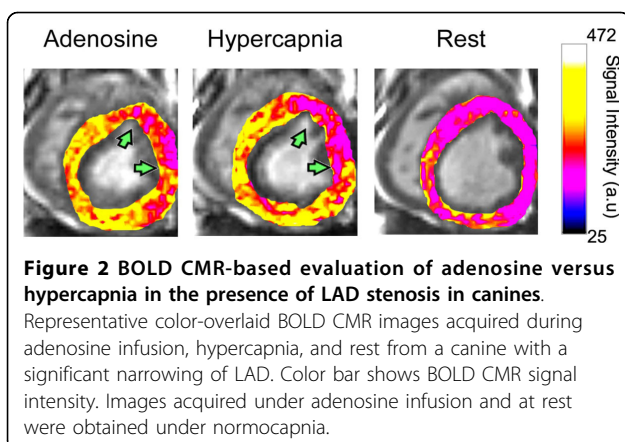 Adenosine
Hypercapnia
Rest
472
Signal Intensity (a.u)
25
Figure 2 BOLD CMR-based evaluation of adenosine versus
hypercapnia in the presence of LAD stenosis in canines.
Representative color-overlaid BOLD CMR images acquired during
adenosine infusion, hypercapnia, and rest from a canine with a
significant narrowing of LAD. Color bar shows BOLD CMR signal
intensity. Images acquired under adenosine infusion and at rest
were obtained under normocapnia.